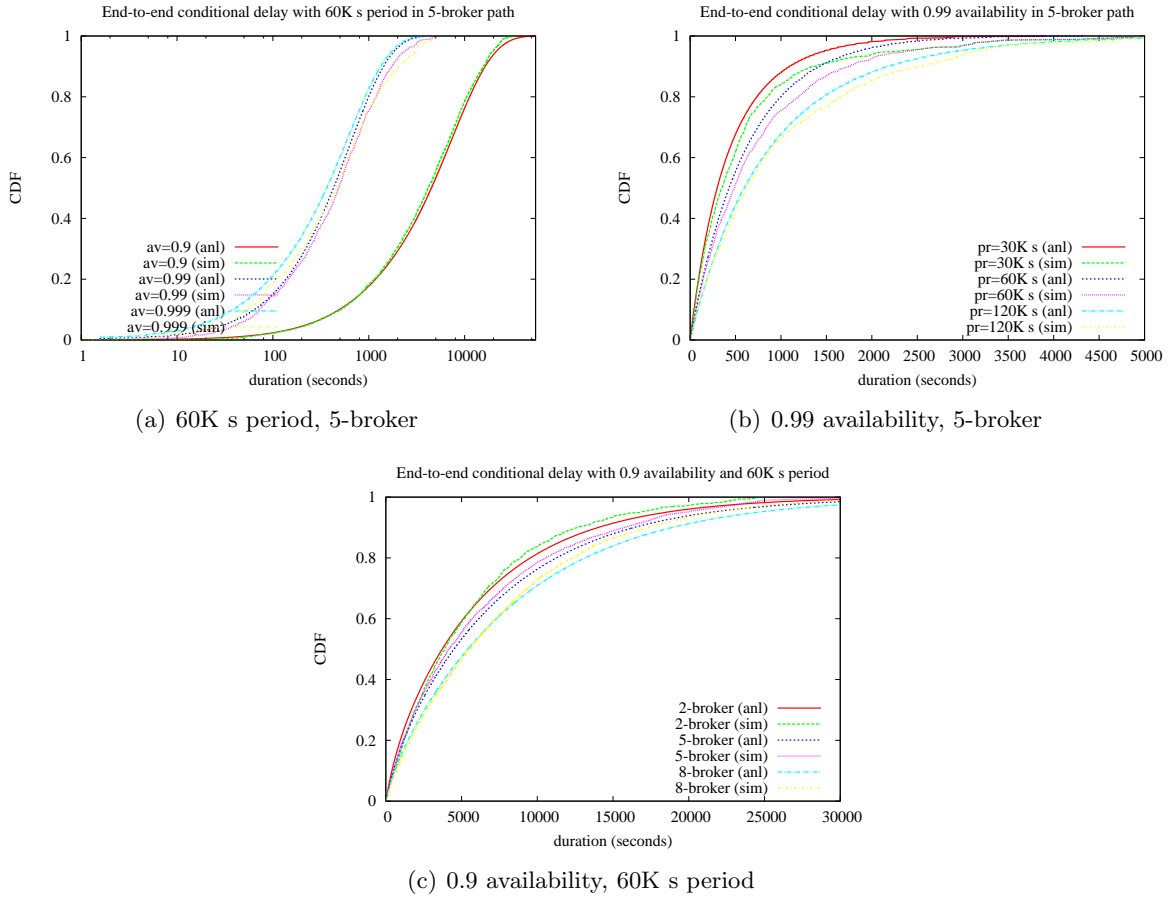 End-to-end conditional delay with 60K s period in 5-broker path
1
0.8
0.6
0.4
0.2
0
CDF
av=0.9 (anl)
av=0.9 (sim)
av=0.99 (anl)
av=0.99 (sim)
av=0.999 (anl)
av=0.999 (sim)
1 10 100 1000 10000
duration (seconds)
(a) 60K s period, 5-broker
End-to-end conditional delay with 0.99 availability in 5-broker path
1
0.8
0.6
0.4
0.2
0
CDF
pr=30K s (anl)
pr=30K s (sim)
pr=60K s (anl)
pr=60K s (sim)
pr=120K s (anl)
pr=120K s (sim)
0 500 1000 1500 2000 2500 3000 3500 4000 4500 5000
duration (seconds)
(b) 0.99 availability, 5-broker
End-to-end conditional delay with 0.9 availability and 60K s period
1
0.8
0.6
0.4
0.2
0
CDF
2-broker (anl)
2-broker (sim)
5-broker (anl)
5-broker (sim)
8-broker (anl)
8-broker (sim)
0 5000 10000 15000 20000 25000 30000
duration (seconds)
(c) 0.9 availability, 60K s period